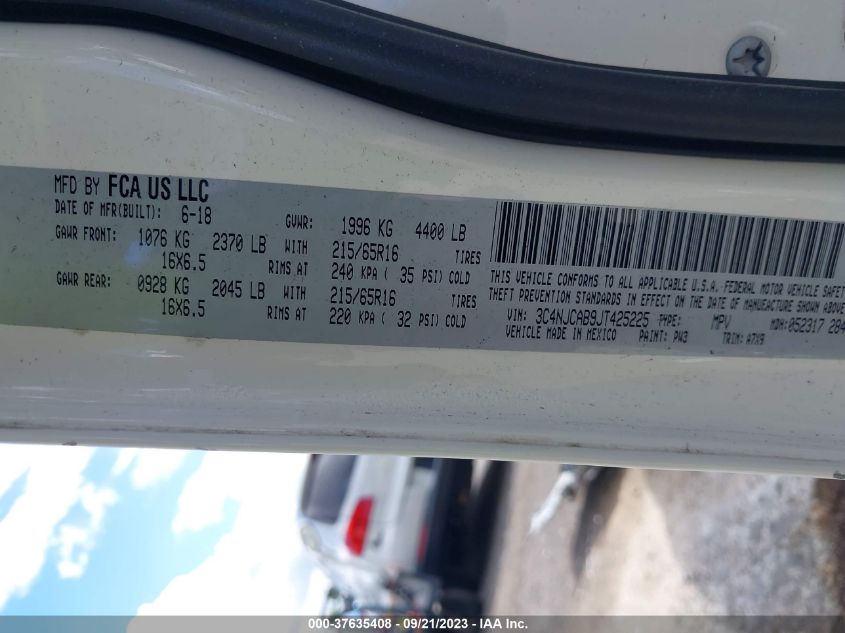 MFD BY FCA US LLC
DATE OF MFR(BUILT): 6-18 GVWR: 1996 KG 4400 LB
GAWR FRONT: 1076 KG 2370 LB WITH 215/65R16 TIRES
16X6.5 RIMS AT 240 KPA ( 35 PSI) COLD
GAWR REAR: 0928 KG 2045 LB WITH 215/65R16 TIRES
16X6.5 RIMS AT 220 KPA ( 32 PSI) COLD
THIS VEHICLE CONFORMS TO ALL APPLICABLE U.S.A. FEDERAL MOTOR VEHICLE SAFET
THEFT PREVENTION STANDARDS IN EFFECT ON THE DATE OF MANUFACTURE SHOWN ABOVE
VIN: 3C4NJCAB9JT425225 TYPE: MPV MDH:052317 284
VEHICLE MADE IN MEXICO PAINT: PW3 TRIM: A7X9
000-37635408 - 09/21/2023 - IAA Inc.